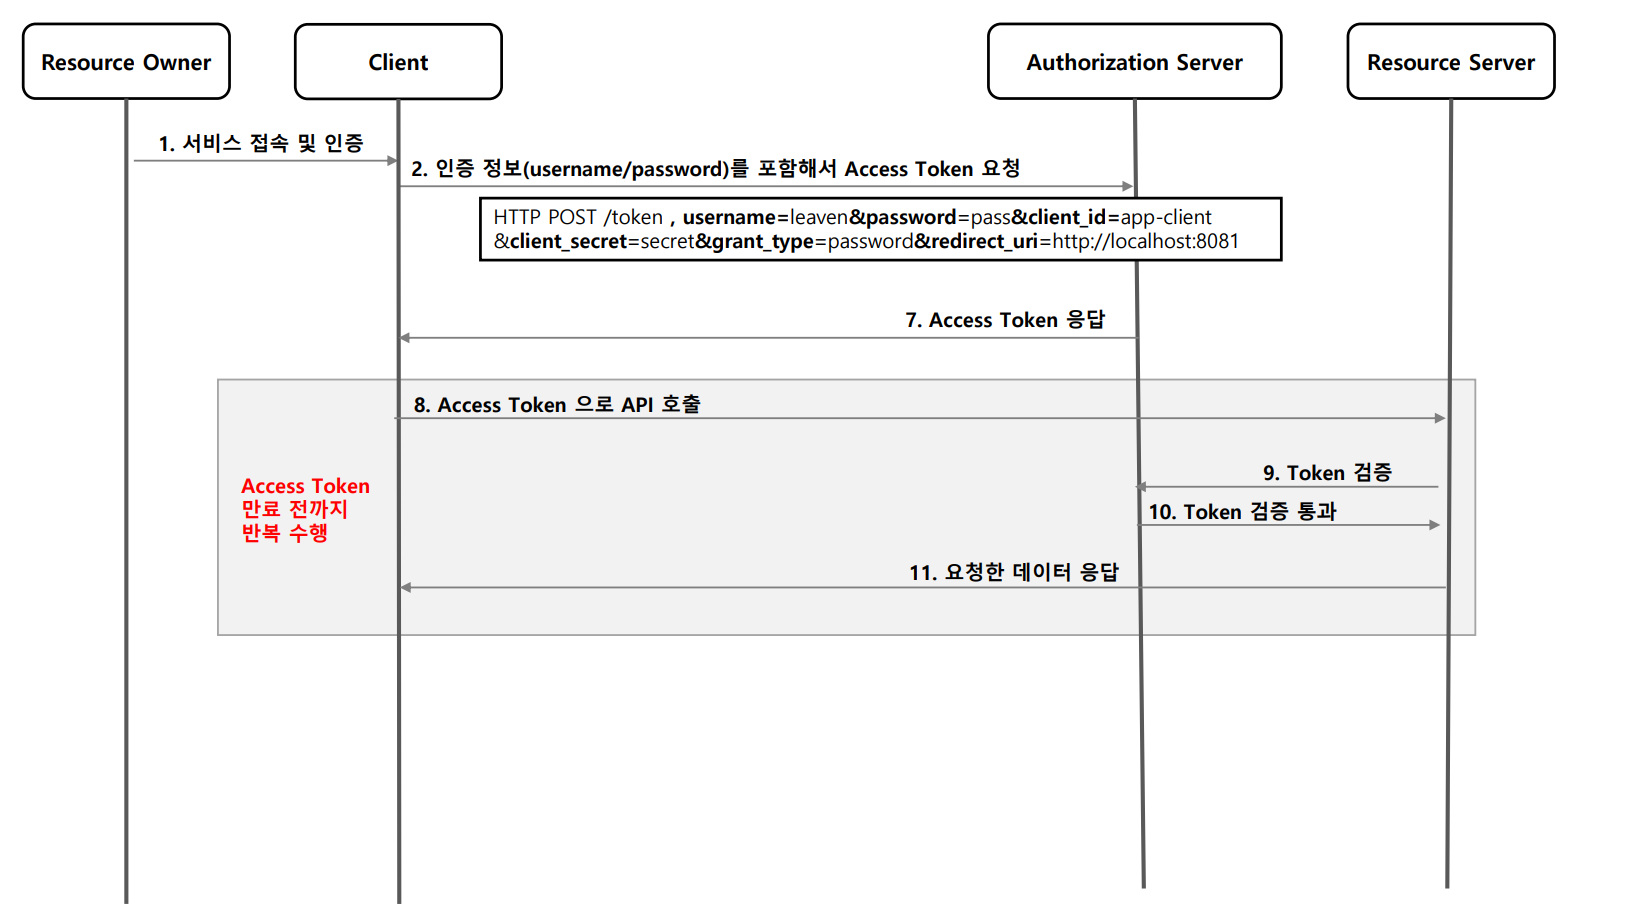 Resource Owner
Client
Authorization Server
Resource Server
1. 서비스 접속 및 인증
2. 인증 정보(username/password)를 포함해서 Access Token 요청
HTTP POST /token , username=leaven&password=pass&client_id=app-client
&client_secret=secret&grant_type=password&redirect_uri=http://localhost:8081
7. Access Token 응답
8. Access Token 으로 API 호출
9. Token 검증
Access Token
만료 전까지
반복 수행
10. Token 검증 통과
11. 요청한 데이터 응답